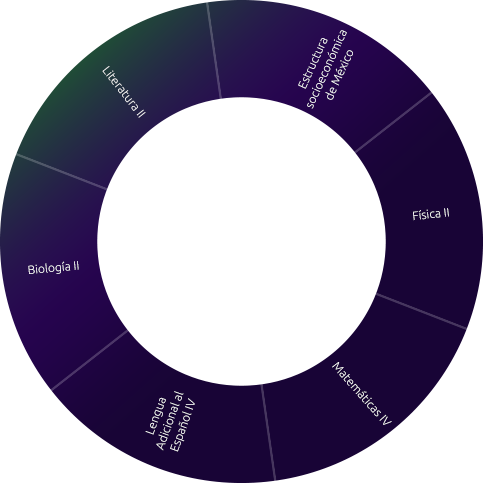 Literatura II
Estructura
socioeconómica
de México
Física II
Matemáticas IV
Lengua
Adicional al
Español IV
Biología II